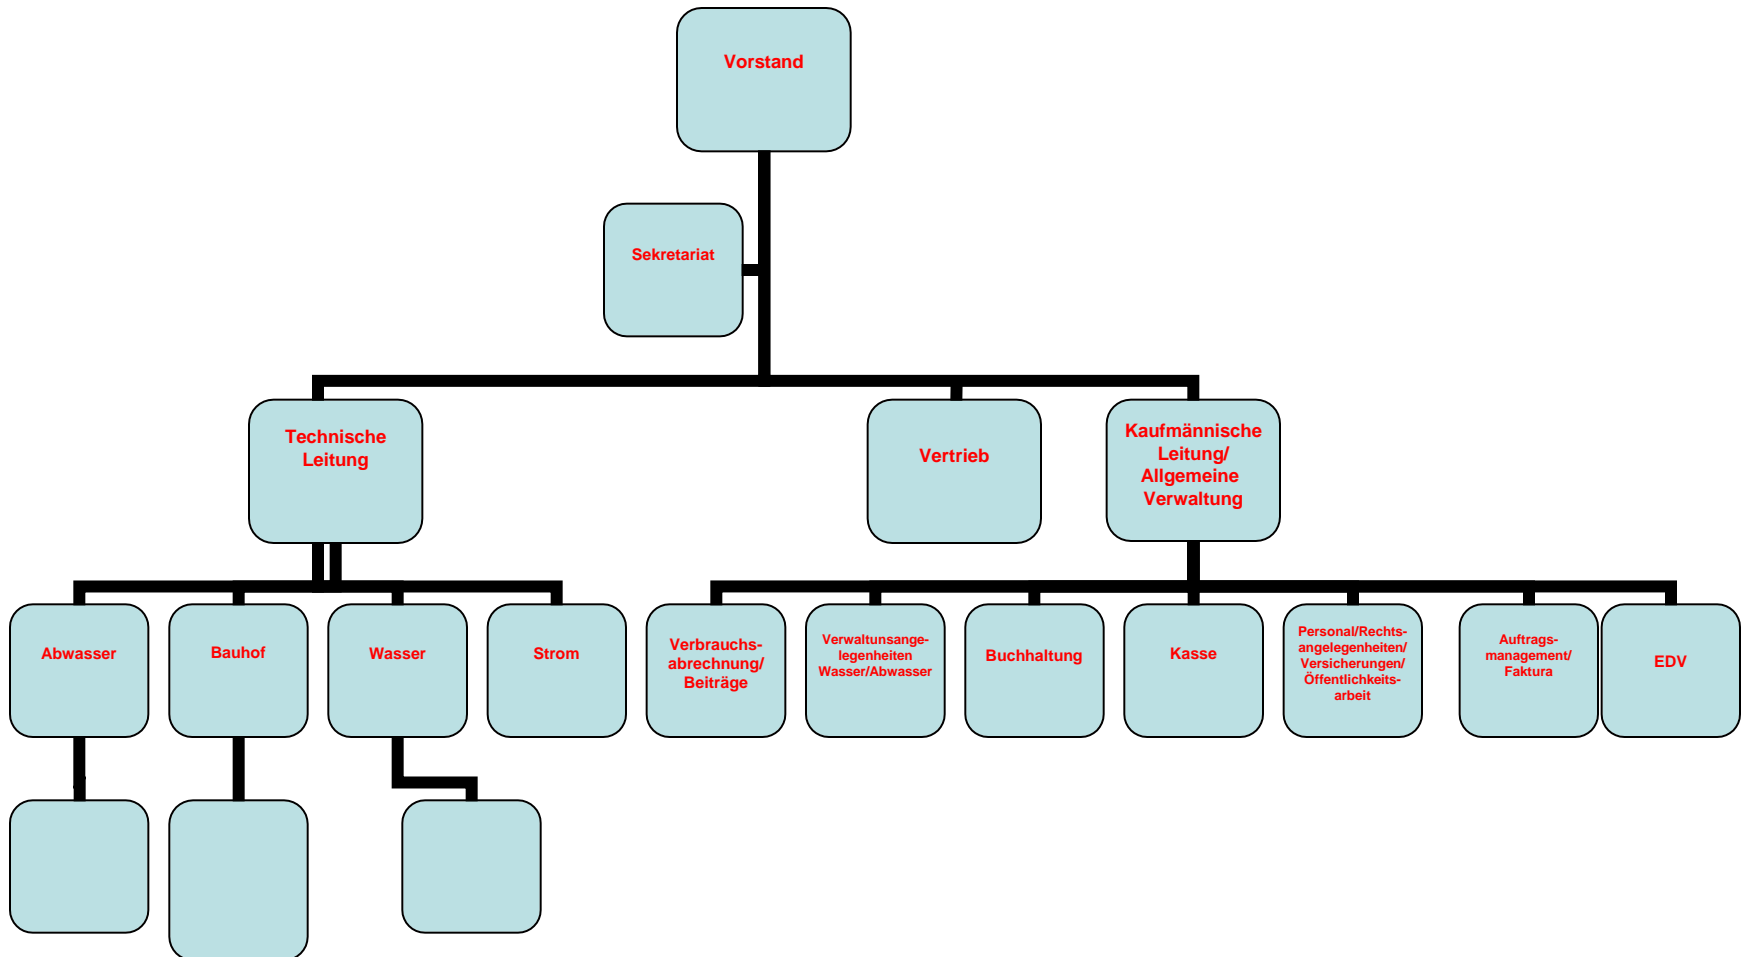 Vorstand
Sekretariat
Technische
Leitung
Vertrieb
Kaufmännische
Leitung/
Allgemeine
Verwaltung
Abwasser
Bauhof
Wasser
Strom
Verbrauchs-
abrechnung/
Beiträge
Verwaltunsange-
legenheiten
Wasser/Abwasser
Buchhaltung
Kasse
Personal/Rechts-
angelegenheiten/
Versicherungen/
Öffentlichkeits-
arbeit
Auftrags-
management/
Faktura
EDV